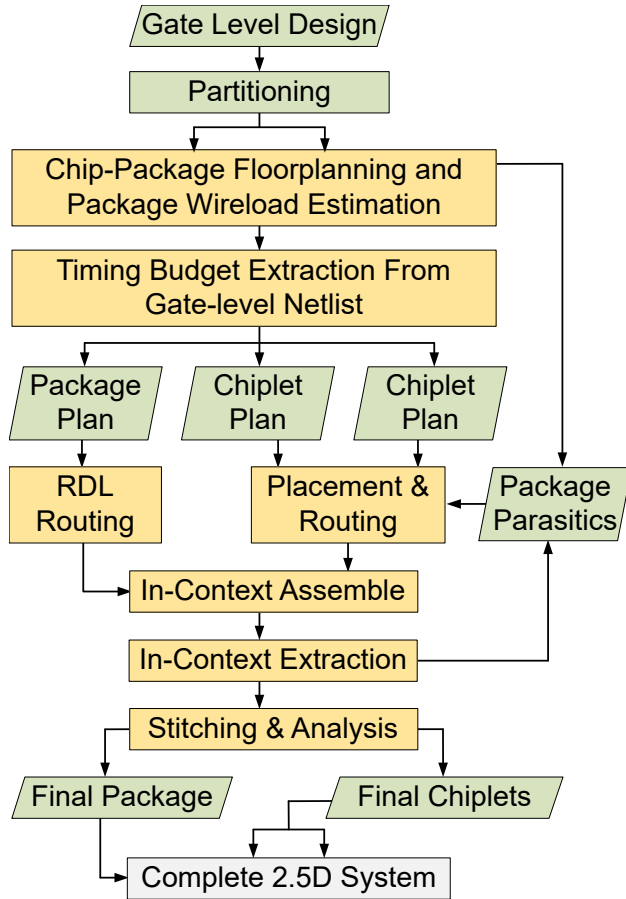 Gate Level Design
Partitioning
Chip-Package Floorplanning and
Package Wireload Estimation
Timing Budget Extraction From
Gate-level Netlist
Package
Plan
Chiplet
Plan
Chiplet
Plan
RDL
Routing
Placement &
Routing
Package
Parasitics
In-Context Assemble
In-Context Extraction
Stitching & Analysis
Final Package
Final Chiplets
Complete 2.5D System